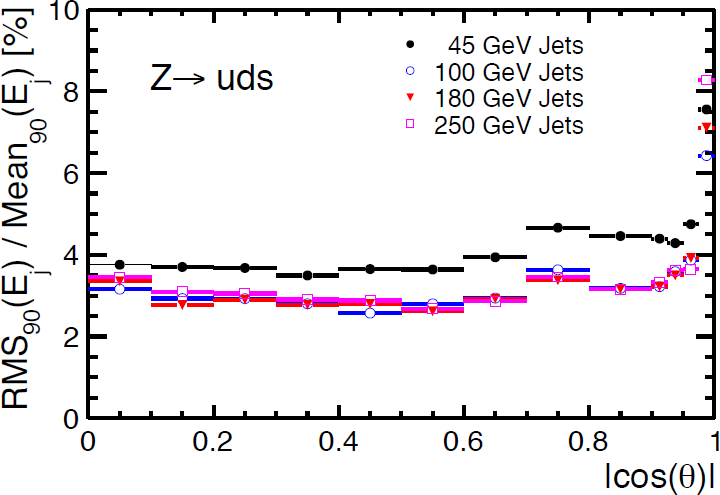 RMS90(Ej) / Mean90(Ej) [%]
10
8
6
4
2
0
Z→ uds
45 GeV Jets
100 GeV Jets
180 GeV Jets
250 GeV Jets
0 0.2 0.4 0.6 0.8 1
|cos(θ)|